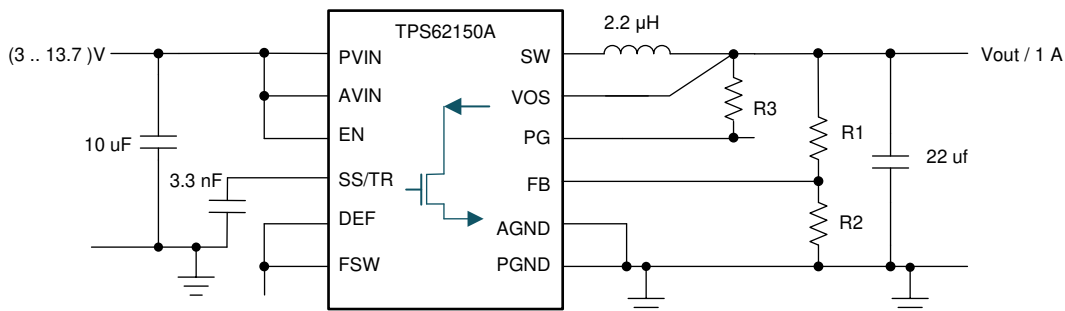 TPS62150A
2.2 µH
(3 .. 13.7 )V
PVIN
SW
Vout / 1 A
AVIN
VOS
R3
EN
PG
R1
10 uF
22 uf
3.3 nF
SS/TR
FB
DEF
AGND
R2
FSW
PGND